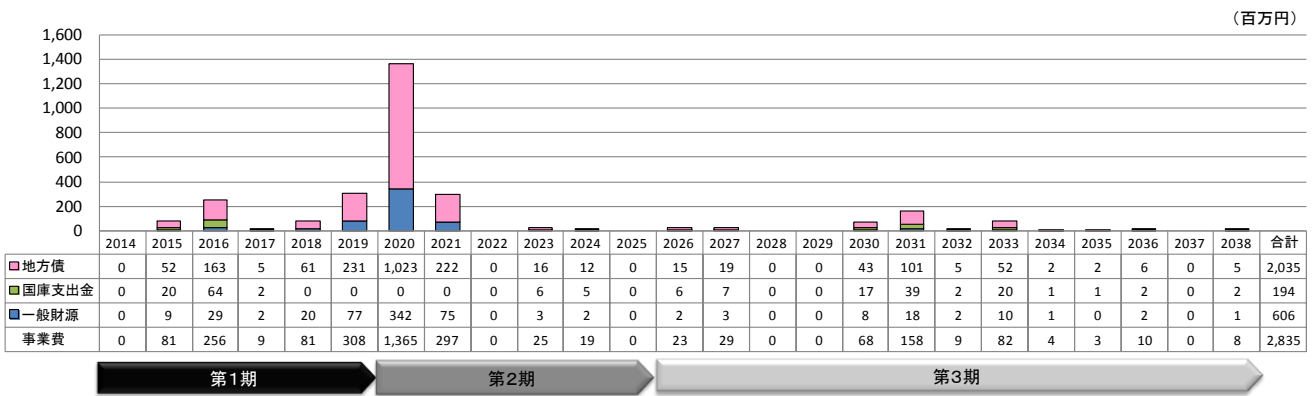 （百万円）
1,600
1,400
1,200
1,000
800
600
400
200
0
2014 2015 2016 2017 2018 2019 2020 2021 2022 2023 2024 2025 2026 2027 2028 2029 2030 2031 2032 2033 2034 2035 2036 2037 2038 合計
地方債 0 52 163 5 61 231 1,023 222 0 16 12 0 15 19 0 0 43 101 5 52 2 2 6 0 5 2,035
国庫支出金 0 20 64 2 0 0 0 0 0 6 5 0 6 7 0 0 17 39 2 20 1 1 2 0 2 194
一般財源 0 9 29 2 20 77 342 75 0 3 2 0 2 3 0 0 8 18 2 10 1 0 2 0 1 606
事業費 0 81 256 9 81 308 1,365 297 0 25 19 0 23 29 0 0 68 158 9 82 4 3 10 0 8 2,835
第1期 第2期 第3期